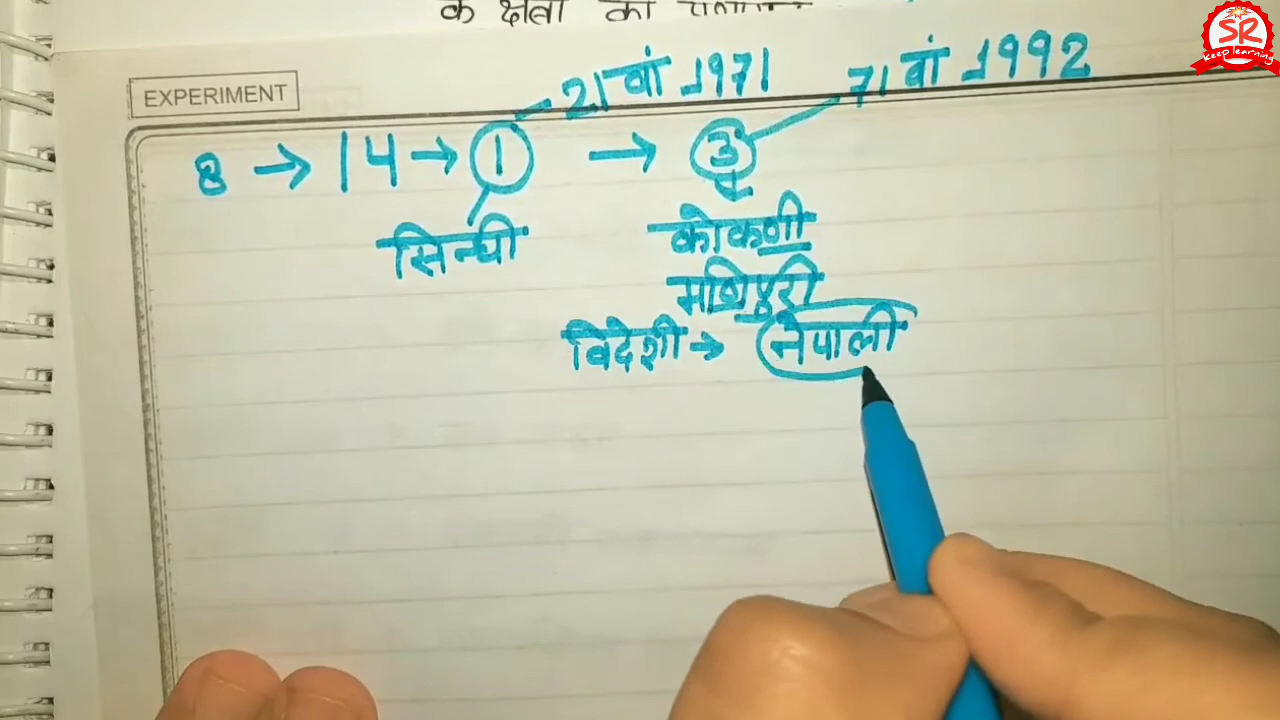 के क्षेत्रों का
EXPERIMENT
21 वां 1971
71 वां 1992
8 → 14 → 1 → 3
सिन्धी
कोकणी
मणिपुरी
विदेशी → नेपाली
SR
keep learning